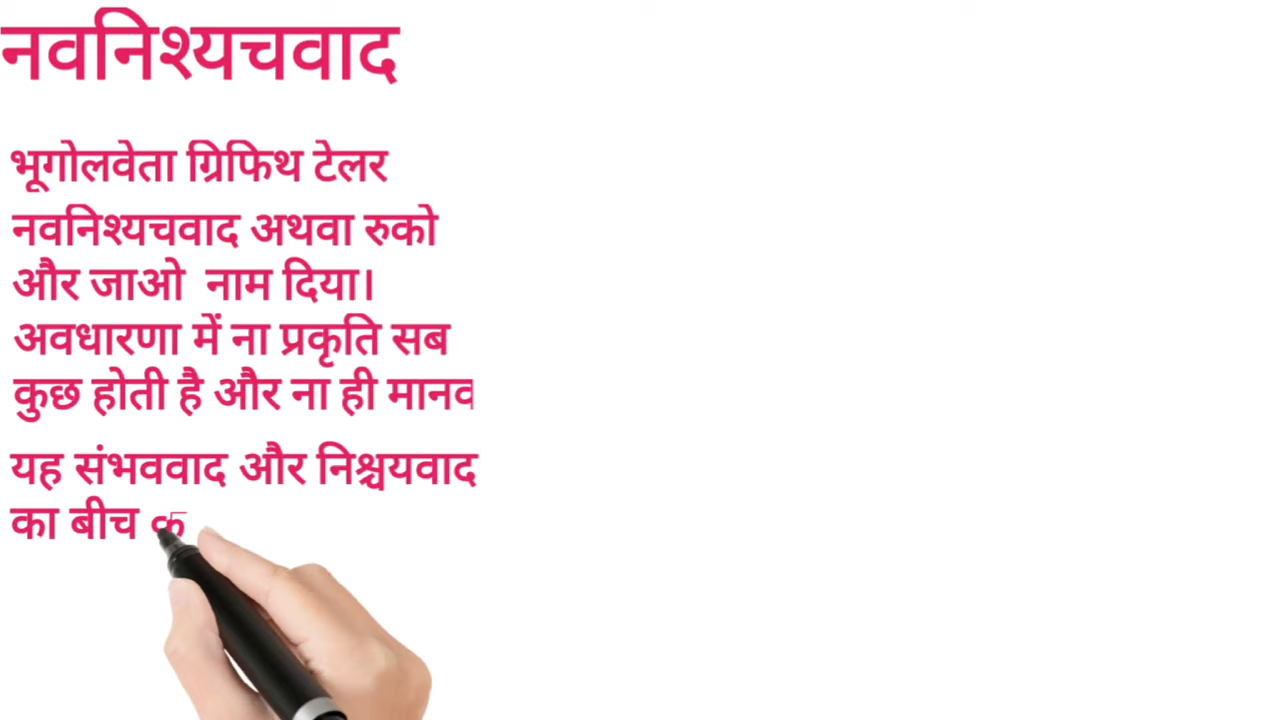 नवनिश्यचवाद
भूगोलवेता ग्रिफिथ टेलर
नवनिश्यचवाद अथवा रुको
और जाओ नाम दिया।
अवधारणा में ना प्रकृति सब
कुछ होती है और ना ही मानव
यह संभववाद और निश्चयवाद
का बीच